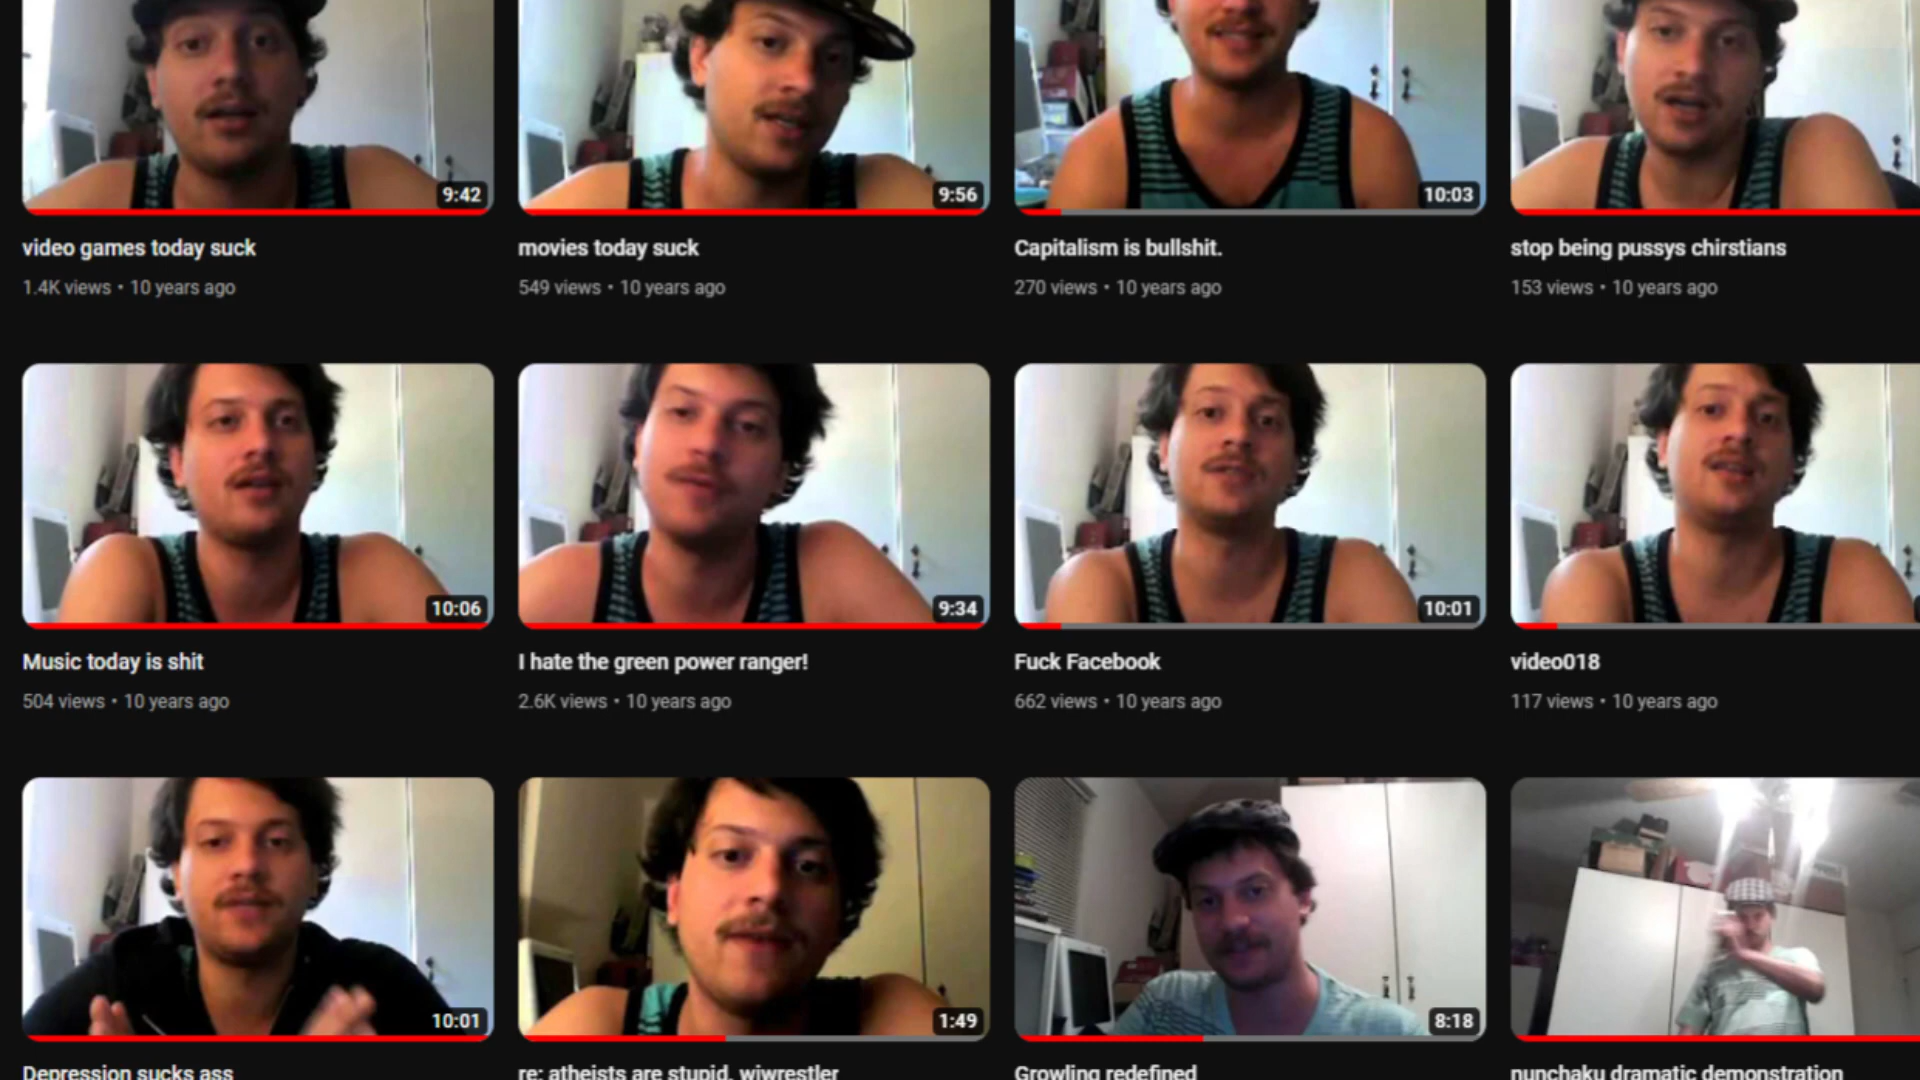 9:42
9:56
10:03
video games today suck
movies today suck
Capitalism is bullshit.
stop being pussys chirstians
1.4K views • 10 years ago
549 views • 10 years ago
270 views • 10 years ago
153 views • 10 years ago
10:06
9:34
10:01
Music today is shit
I hate the green power ranger!
Fuck Facebook
video018
504 views • 10 years ago
2.6K views • 10 years ago
662 views • 10 years ago
117 views • 10 years ago
10:01
1:49
8:18
Depression sucks ass
re: atheists are stupid, wiwrestler
Growling redefined
nunchaku dramatic demonstration